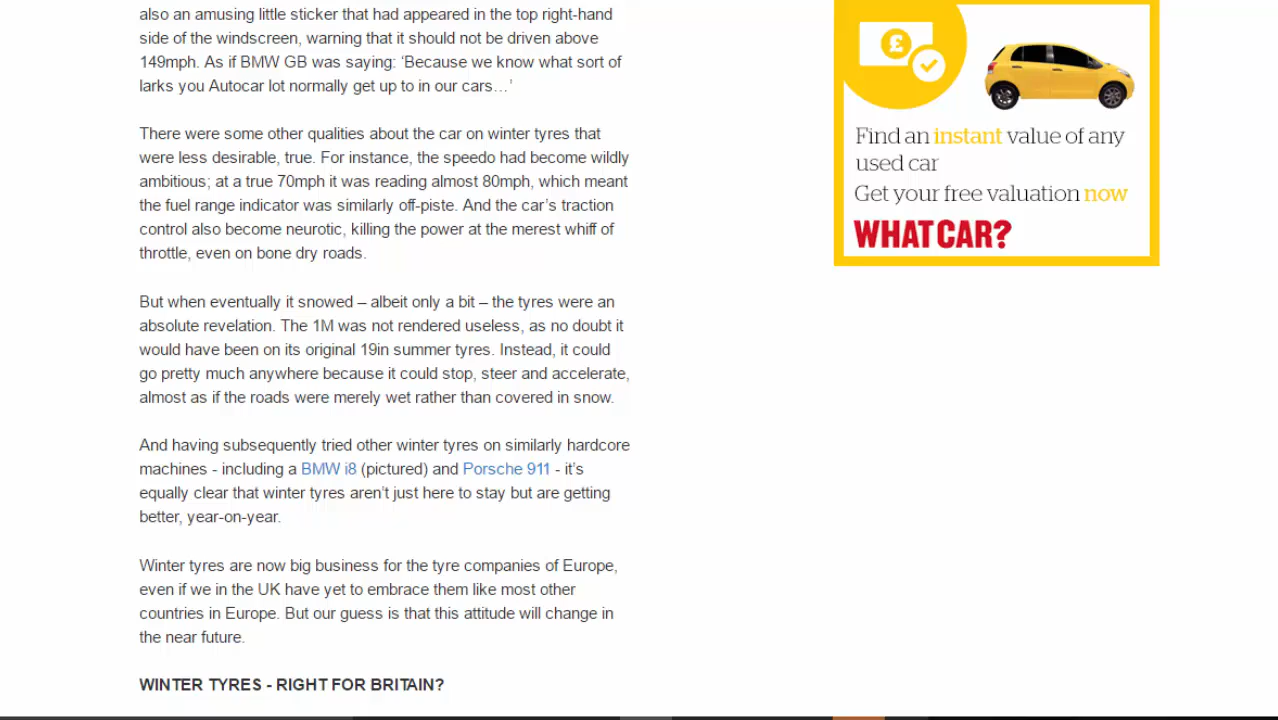 also an amusing little sticker that had appeared in the top right-hand
side of the windscreen, warning that it should not be driven above
149mph. As if BMW GB was saying: ‘Because we know what sort of
larks you Autocar lot normally get up to in our cars…’
There were some other qualities about the car on winter tyres that
were less desirable, true. For instance, the speedo had become wildly
ambitious; at a true 70mph it was reading almost 80mph, which meant
the fuel range indicator was similarly off-piste. And the car’s traction
control also become neurotic, killing the power at the merest whiff of
throttle, even on bone dry roads.
But when eventually it snowed – albeit only a bit – the tyres were an
absolute revelation. The 1M was not rendered useless, as no doubt it
would have been on its original 19in summer tyres. Instead, it could
go pretty much anywhere because it could stop, steer and accelerate,
almost as if the roads were merely wet rather than covered in snow.
And having subsequently tried other winter tyres on similarly hardcore
machines - including a BMW i8 (pictured) and Porsche 911 - it’s
equally clear that winter tyres aren’t just here to stay but are getting
better, year-on-year.
Winter tyres are now big business for the tyre companies of Europe,
even if we in the UK have yet to embrace them like most other
countries in Europe. But our guess is that this attitude will change in
the near future.
WINTER TYRES - RIGHT FOR BRITAIN?
£
Find an instant value of any
used car
Get your free valuation now
WHAT CAR?